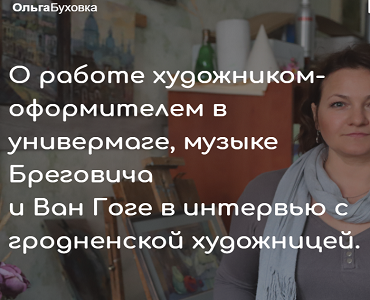 ОльгаБуховка
О работе художником-
оформителем в
универмаге, музыке
Бреговича
и Ван Гоге в интервью с
гродненской художницей.